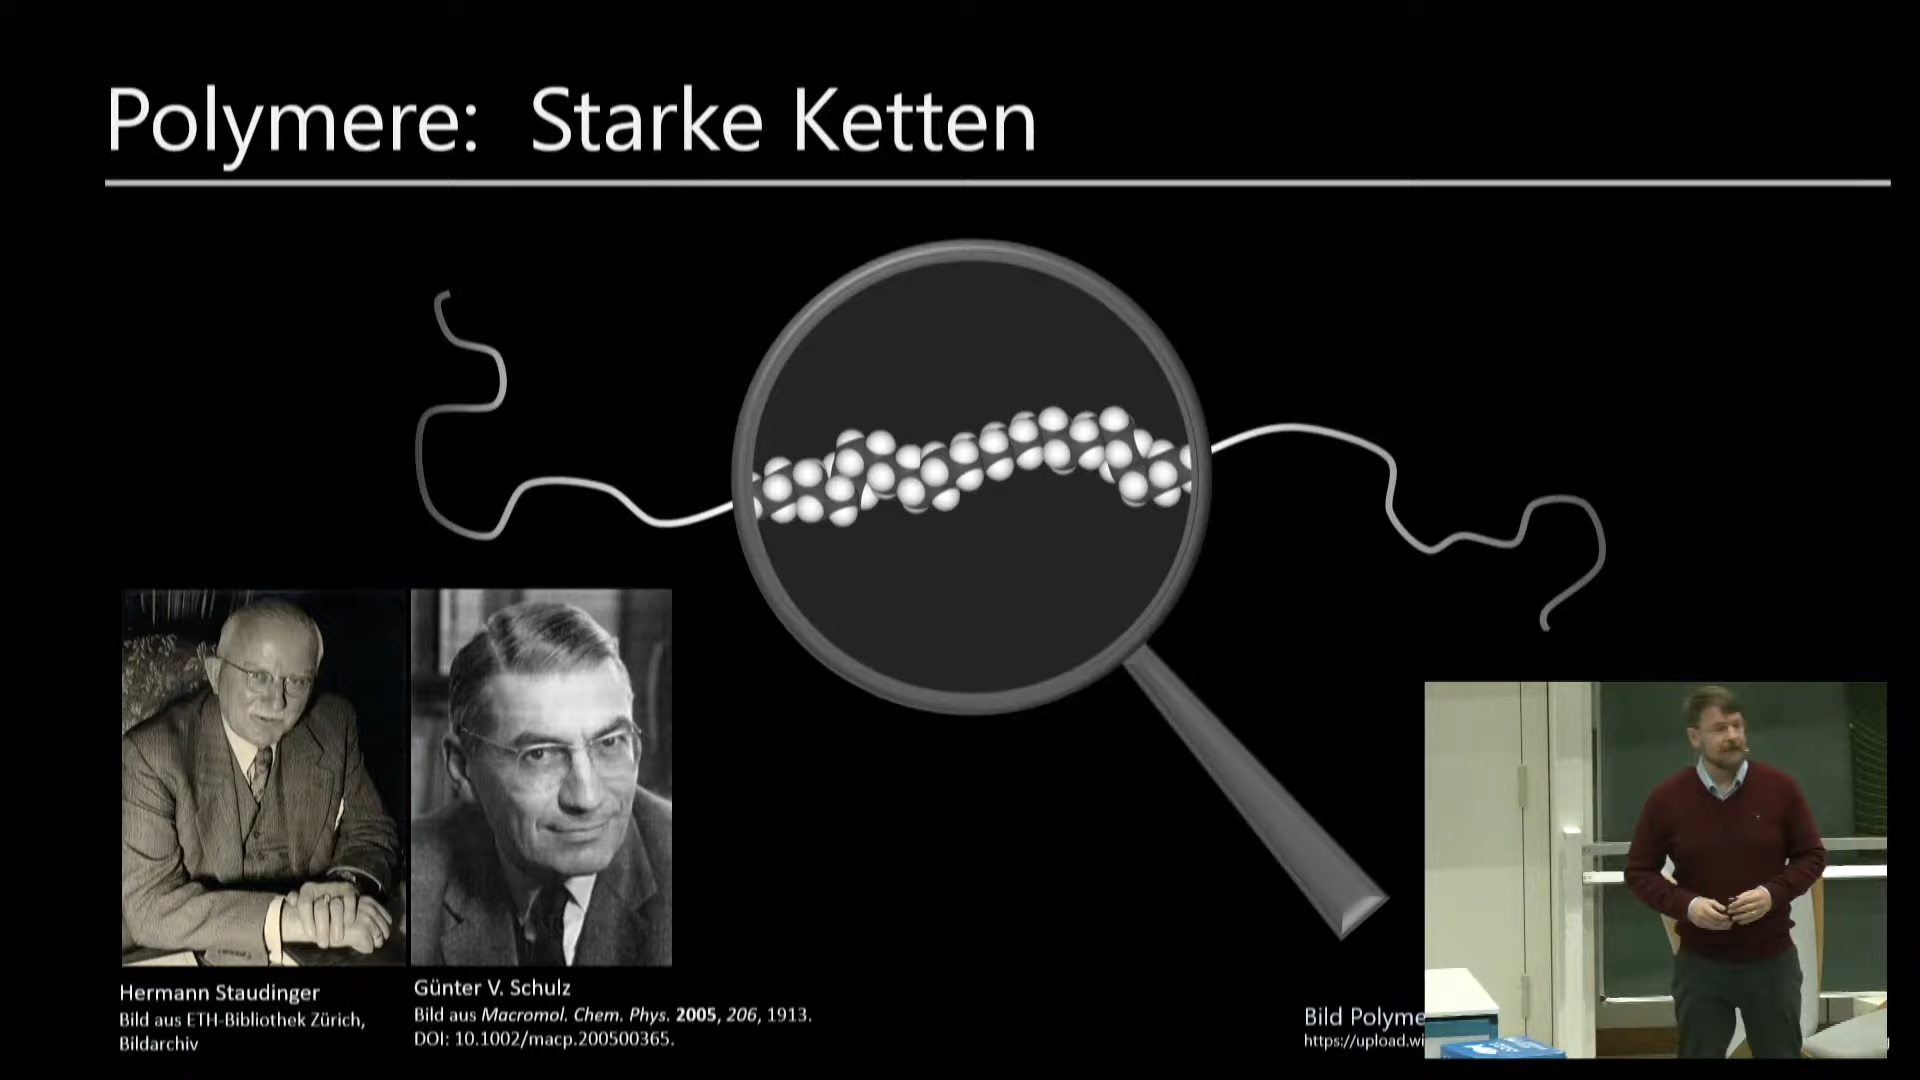 Polymere: Starke Ketten
Hermann Staudinger
Bild aus ETH-Bibliothek Zürich,
Bildarchiv
Günter V. Schulz
Bild aus Macromol. Chem. Phys. 2005, 206, 1913.
DOI: 10.1002/macp.200500365.
Bild Polyme
https://upload.wi